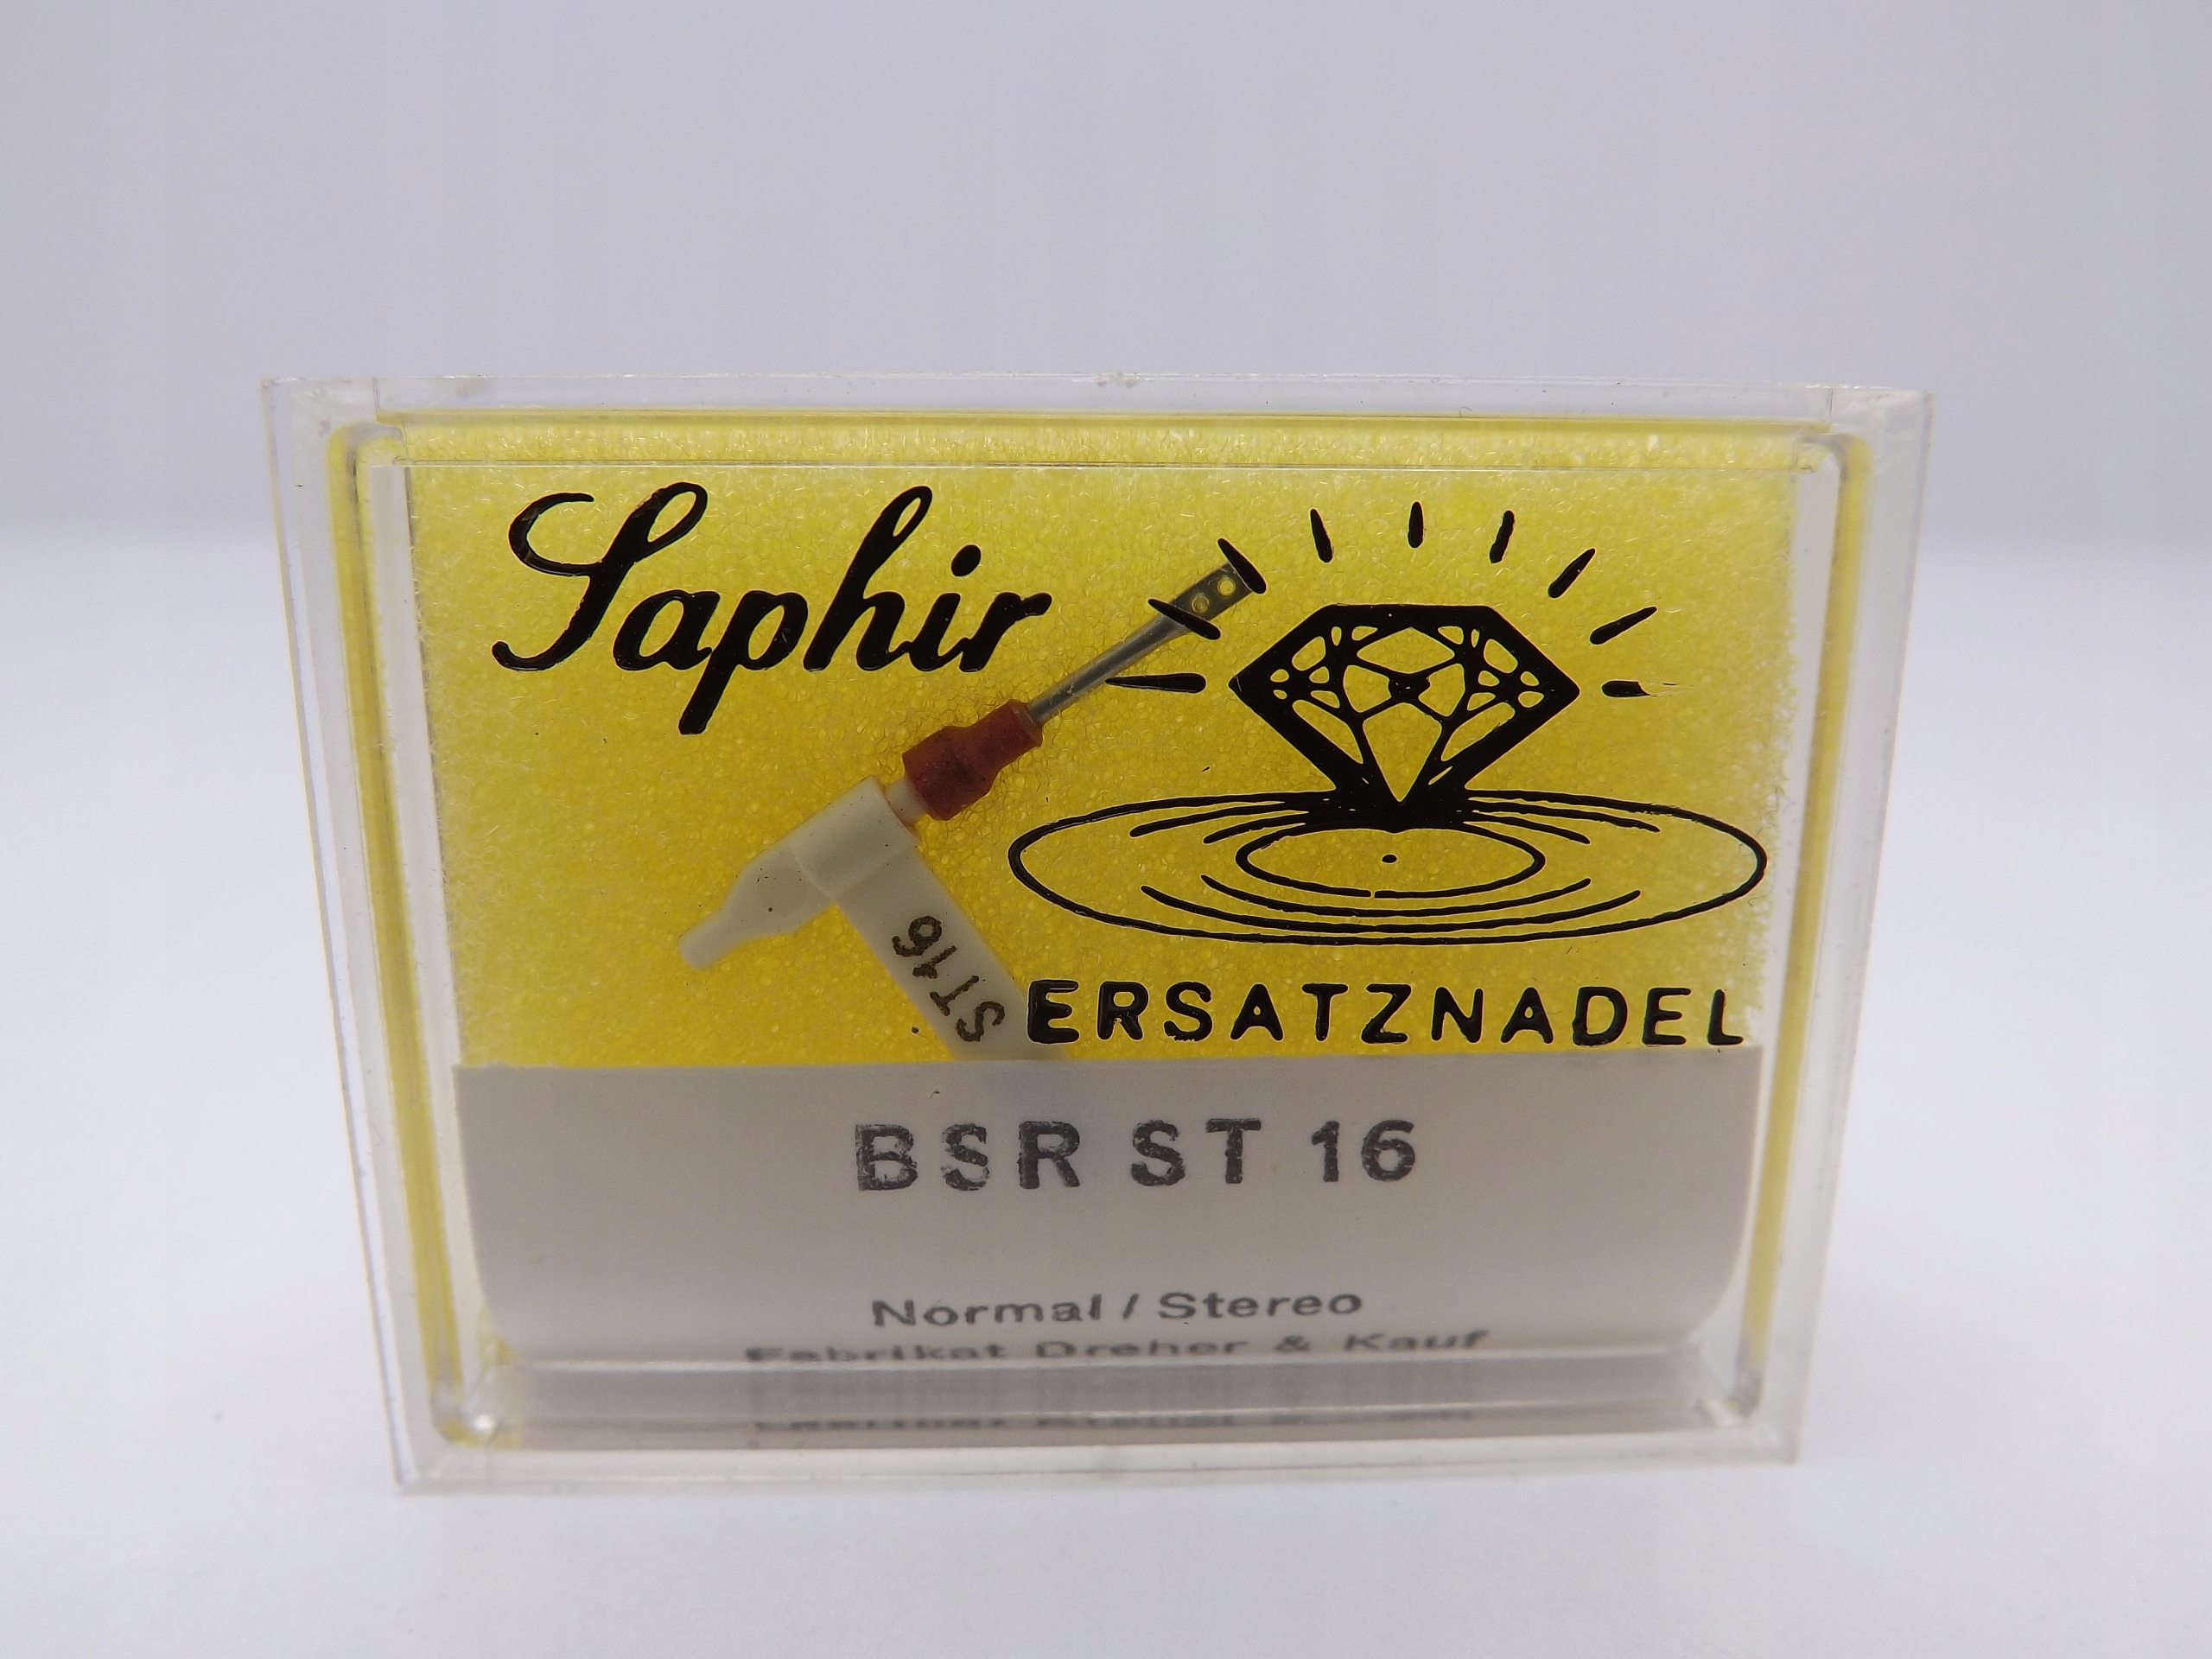 Saphir
ST16
ERSATZNADEL
BSR ST 16
Normal / Stereo
Fabrikat Dreher & Kauf